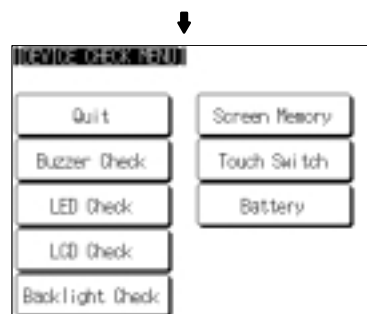 [DEVICE CHECK MENU]
Quit
Screen Memory
Buzzer Check
Touch Switch
LED Check
Battery
LCD Check
Backlight Check